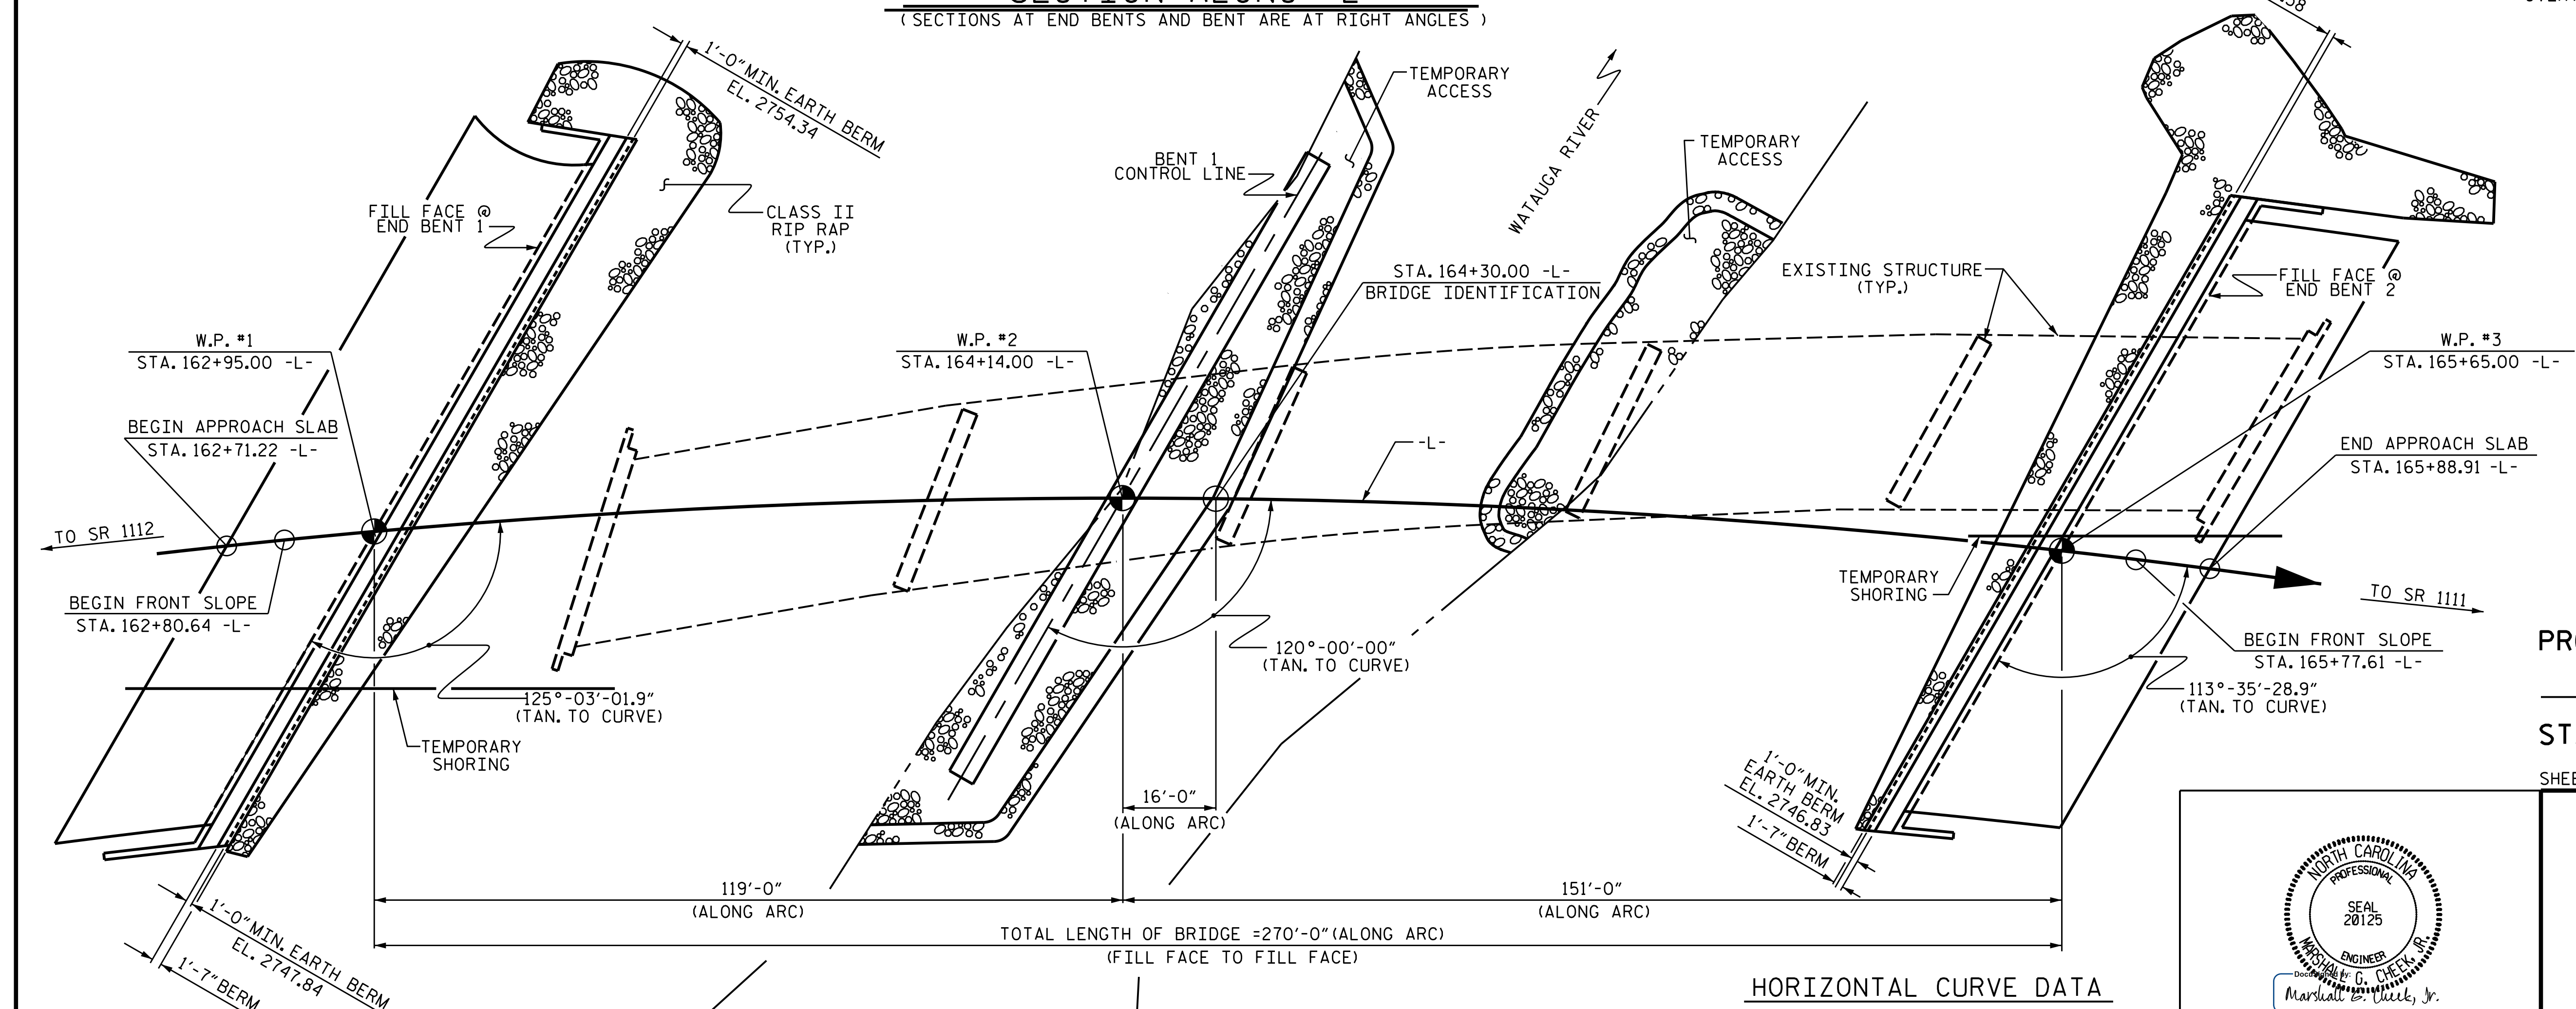 ( SECTIONS AT END BENTS AND BENT ARE AT RIGHT ANGLES )
1'-0" MIN. EARTH BERM
EL. 2754.34
TEMPORARY
ACCESS
WATAUGA RIVER
TEMPORARY
ACCESS
BENT 1
CONTROL LINE
FILL FACE @
END BENT 1
CLASS II
RIP RAP
(TYP.)
STA. 164+30.00 -L-
BRIDGE IDENTIFICATION
EXISTING STRUCTURE
(TYP.)
FILL FACE @
END BENT 2
W.P. #1
STA. 162+95.00 -L-
W.P. #2
STA. 164+14.00 -L-
W.P. #3
STA. 165+65.00 -L-
BEGIN APPROACH SLAB
STA. 162+71.22 -L-
-L-
END APPROACH SLAB
STA. 165+88.91 -L-
TO SR 1112
BEGIN FRONT SLOPE
STA. 162+80.64 -L-
TEMPORARY
SHORING
TO SR 1111
BEGIN FRONT SLOPE
STA. 165+77.61 -L-
120°-00'-00"
(TAN. TO CURVE)
125°-03'-01.9"
(TAN. TO CURVE)
113°-35'-28.9"
(TAN. TO CURVE)
TEMPORARY
SHORING
1'-0" MIN.
EARTH BERM
EL. 2746.83
1'-7" BERM
16'-0"
(ALONG ARC)
119'-0"
(ALONG ARC)
151'-0"
(ALONG ARC)
TOTAL LENGTH OF BRIDGE =270'-0"(ALONG ARC)
(FILL FACE TO FILL FACE)
1'-0" MIN. EARTH BERM
EL. 2747.84
1'-7" BERM
HORIZONTAL CURVE DATA
NORTH CAROLINA
PROFESSIONAL
SEAL
20125
ENGINEER
MARSHALL G. CHEEK, JR.
Marshall G. Cheek, Jr.